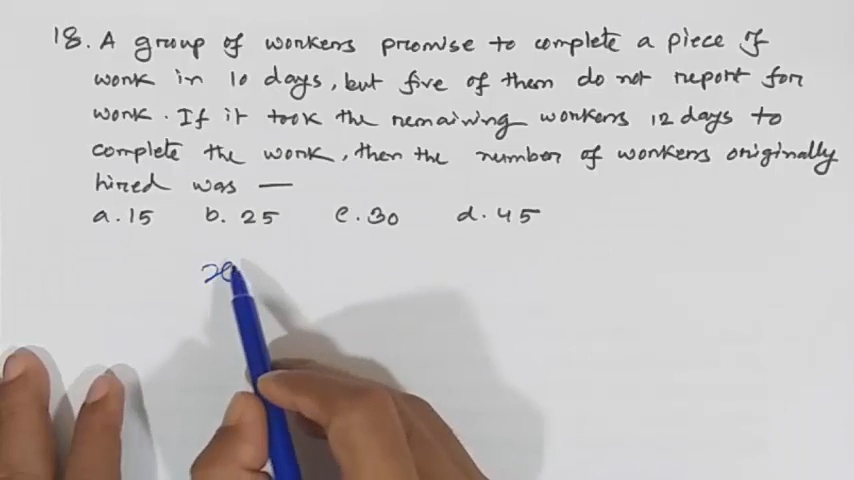 18. A group of workers promise to complete a piece of
work in 10 days, but five of them do not report for
work. If it took the remaining workers 12 days to
complete the work, then the number of workers originally
hired was —
a. 15 b. 25 c. 30 d. 45
x